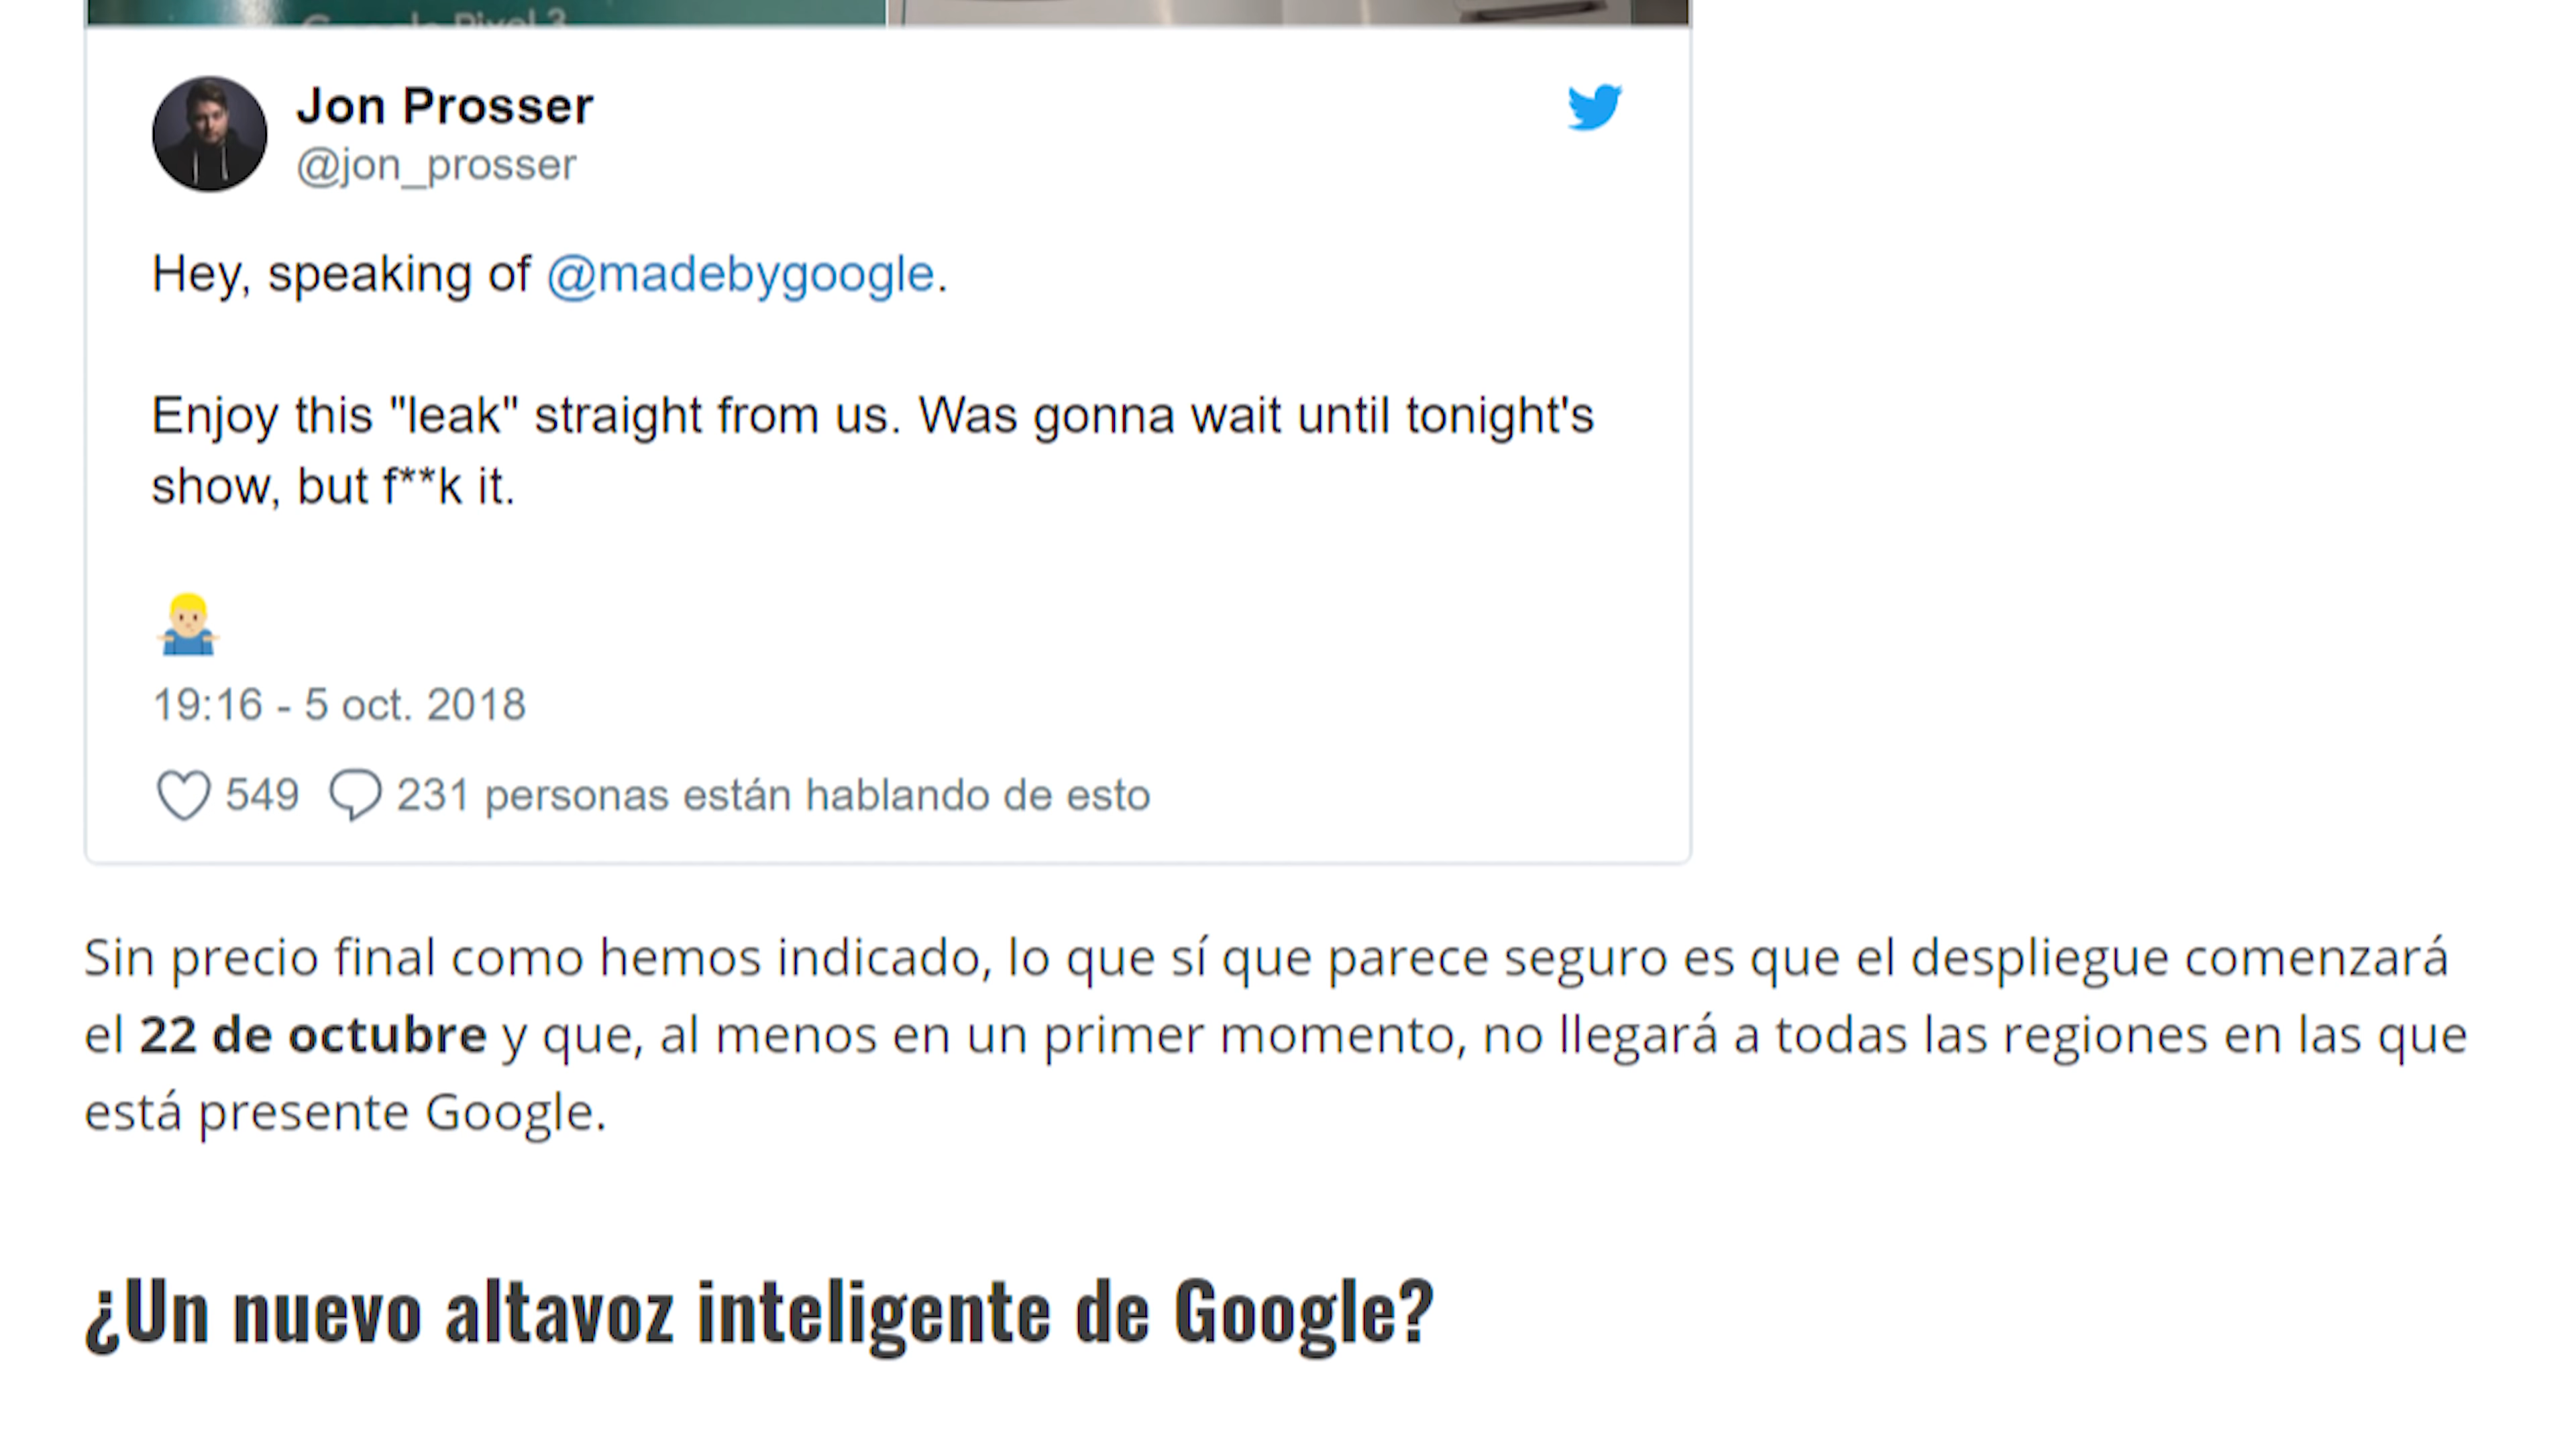 Pixel 3
Jon Prosser
@jon_prosser
Hey, speaking of @madebygoogle.
Enjoy this "leak" straight from us. Was gonna wait until tonight's
show, but f**k it.
19:16 - 5 oct. 2018
549 231 personas están hablando de esto
Sin precio final como hemos indicado, lo que sí que parece seguro es que el despliegue comenzará
el 22 de octubre y que, al menos en un primer momento, no llegará a todas las regiones en las que
está presente Google.
¿Un nuevo altavoz inteligente de Google?